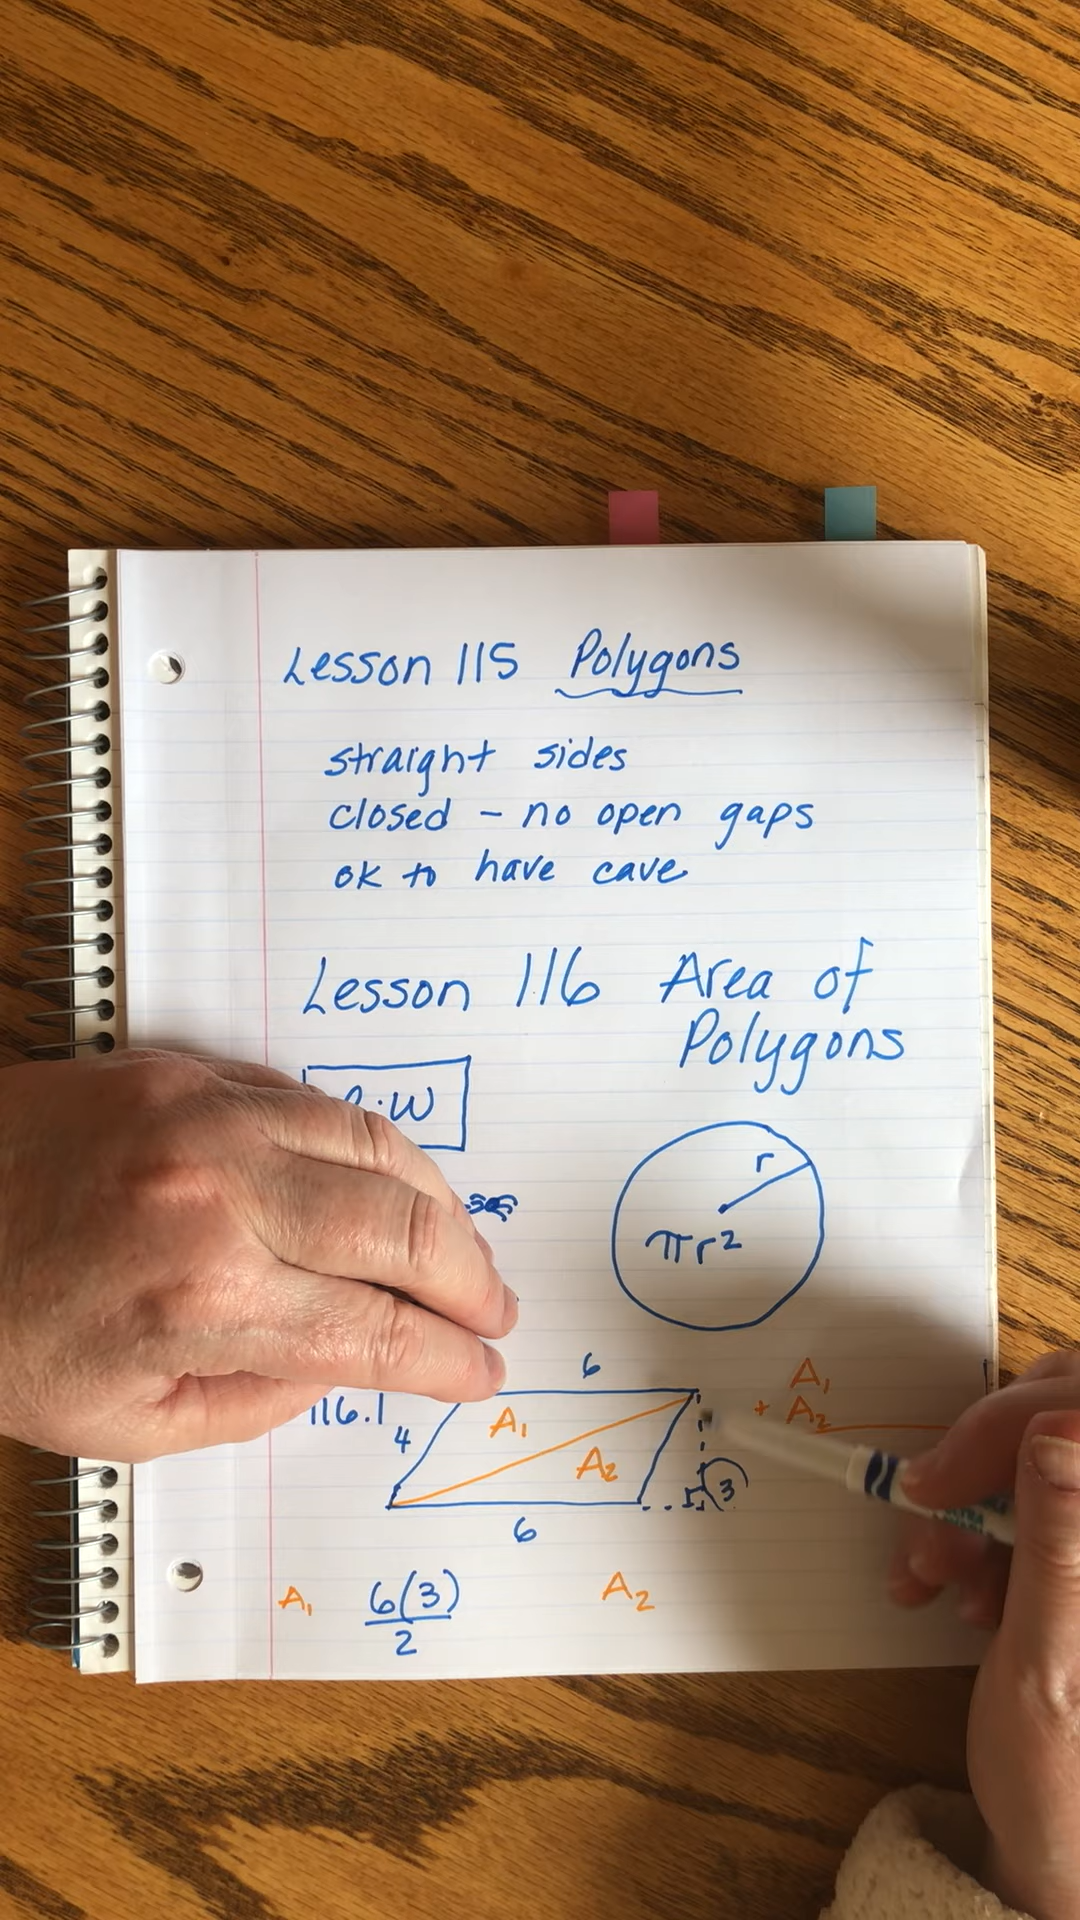 Lesson 115 Polygons
straight sides
closed - no open gaps
ok to have cave
Lesson 116 Area of
Polygons
·W
r
πr²
6
116.1
4
A₁
A₂
3
6
A₁
+ A₂
A₁ 6(3)
2
A₂